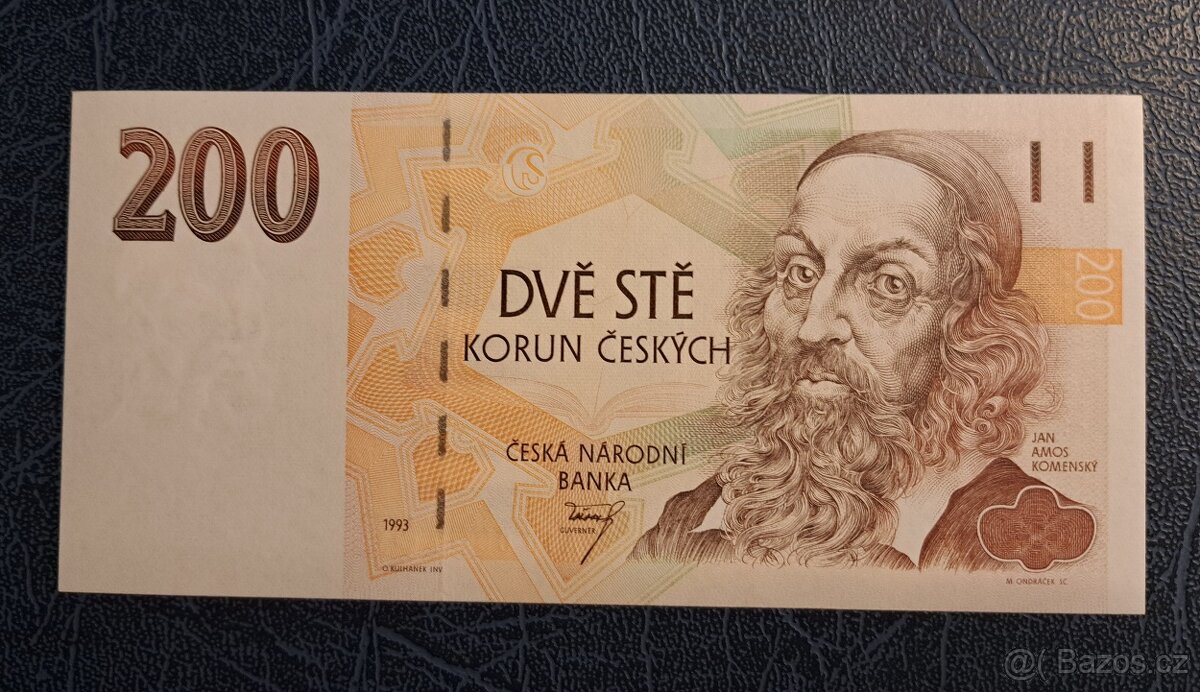 200
ČS
DVĚ STĚ
KORUN ČESKÝCH
200
ČESKÁ NÁRODNÍ
BANKA
GUVERNÉR
JAN
AMOS
KOMENSKÝ
1993
O. KULHÁNEK INV.
M. ONDRÁČEK SC.
@( Bazos.cz